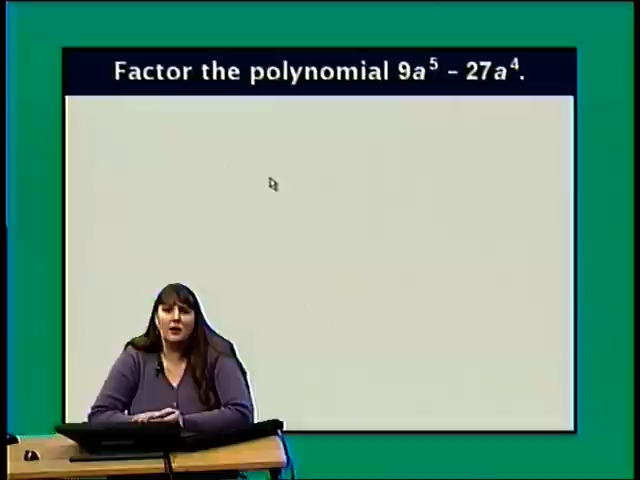 Factor the polynomial 9a⁵ – 27a⁴.